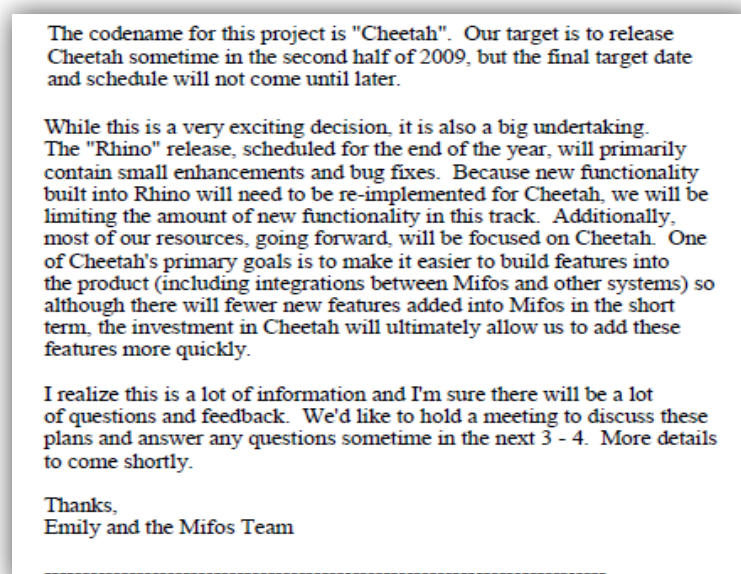 The codename for this project is "Cheetah".  Our target is to release
Cheetah sometime in the second half of 2009, but the final target date
and schedule will not come until later.
While this is a very exciting decision, it is also a big undertaking.
The "Rhino" release, scheduled for the end of the year, will primarily
contain small enhancements and bug fixes.  Because new functionality
built into Rhino will need to be re-implemented for Cheetah, we will be
limiting the amount of new functionality in this track.  Additionally,
most of our resources, going forward, will be focused on Cheetah.  One
of Cheetah's primary goals is to make it easier to build features into
the product (including integrations between Mifos and other systems) so
although there will fewer new features added into Mifos in the short
term, the investment in Cheetah will ultimately allow us to add these
features more quickly.
I realize this is a lot of information and I'm sure there will be a lot
of questions and feedback.  We'd like to hold a meeting to discuss these
plans and answer any questions sometime in the next 3 - 4.  More details
to come shortly.
Thanks,
Emily and the Mifos Team
-------------------------------------------------------------------------